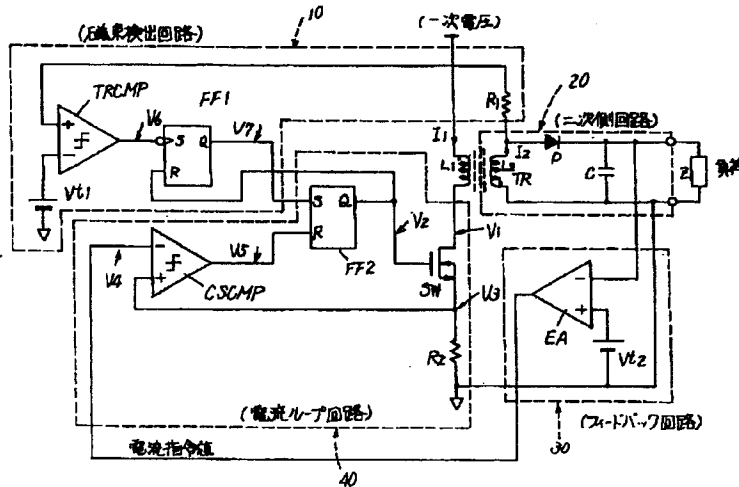 10
(一次電圧)
(磁束検出回路)
20
TRCMP
FF1
R1
(二次側回路)
V6
V7
S
Q
R
I1
I2
D
L1
L2
TR
C
Z
負荷
Vt1
S
Q
R
V2
FF2
V1
V4
V5
CSCMP
SW
V3
EA
R2
Vt2
(電流ループ回路)
(フィードバック回路)
電流指令値
40
30